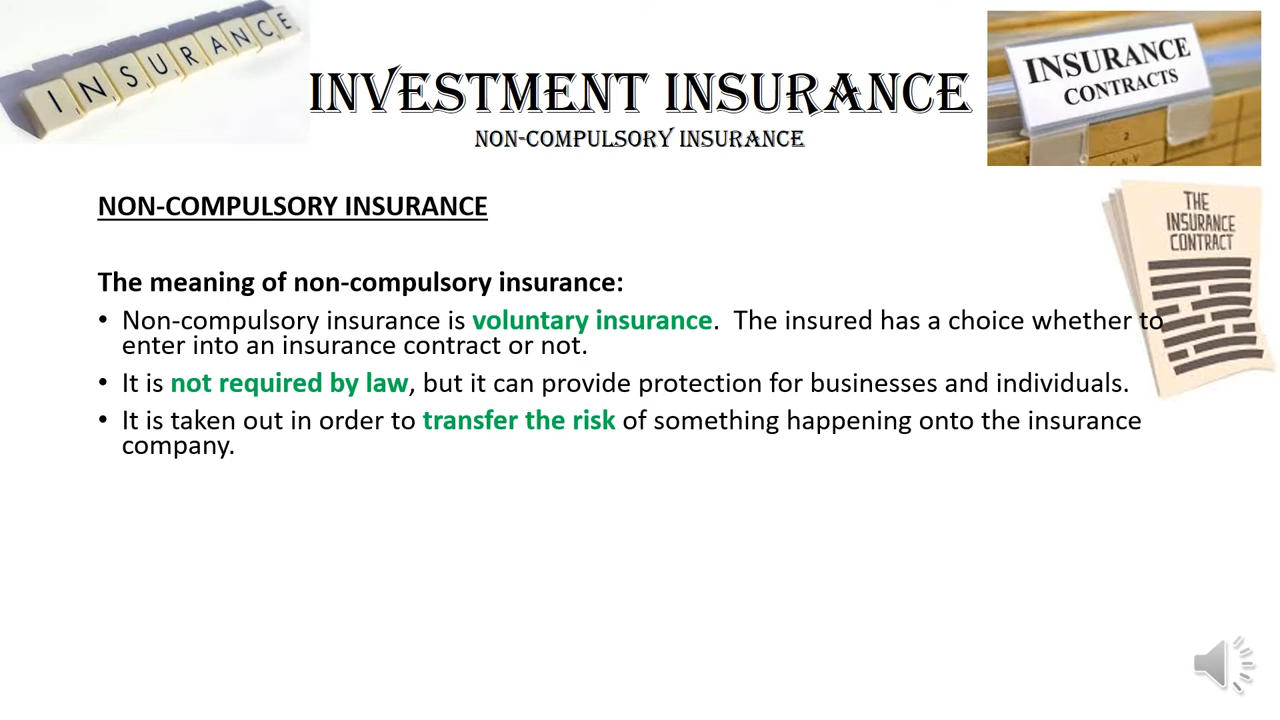 INSURANCE
INVESTMENT INSURANCE
NON-COMPULSORY INSURANCE
INSURANCE
CONTRACTS
2
C-N-V
THE
INSURANCE
CONTRACT
NON-COMPULSORY INSURANCE
The meaning of non-compulsory insurance:
• Non-compulsory insurance is voluntary insurance.  The insured has a choice whether to
enter into an insurance contract or not.
• It is not required by law, but it can provide protection for businesses and individuals.
• It is taken out in order to transfer the risk of something happening onto the insurance
company.